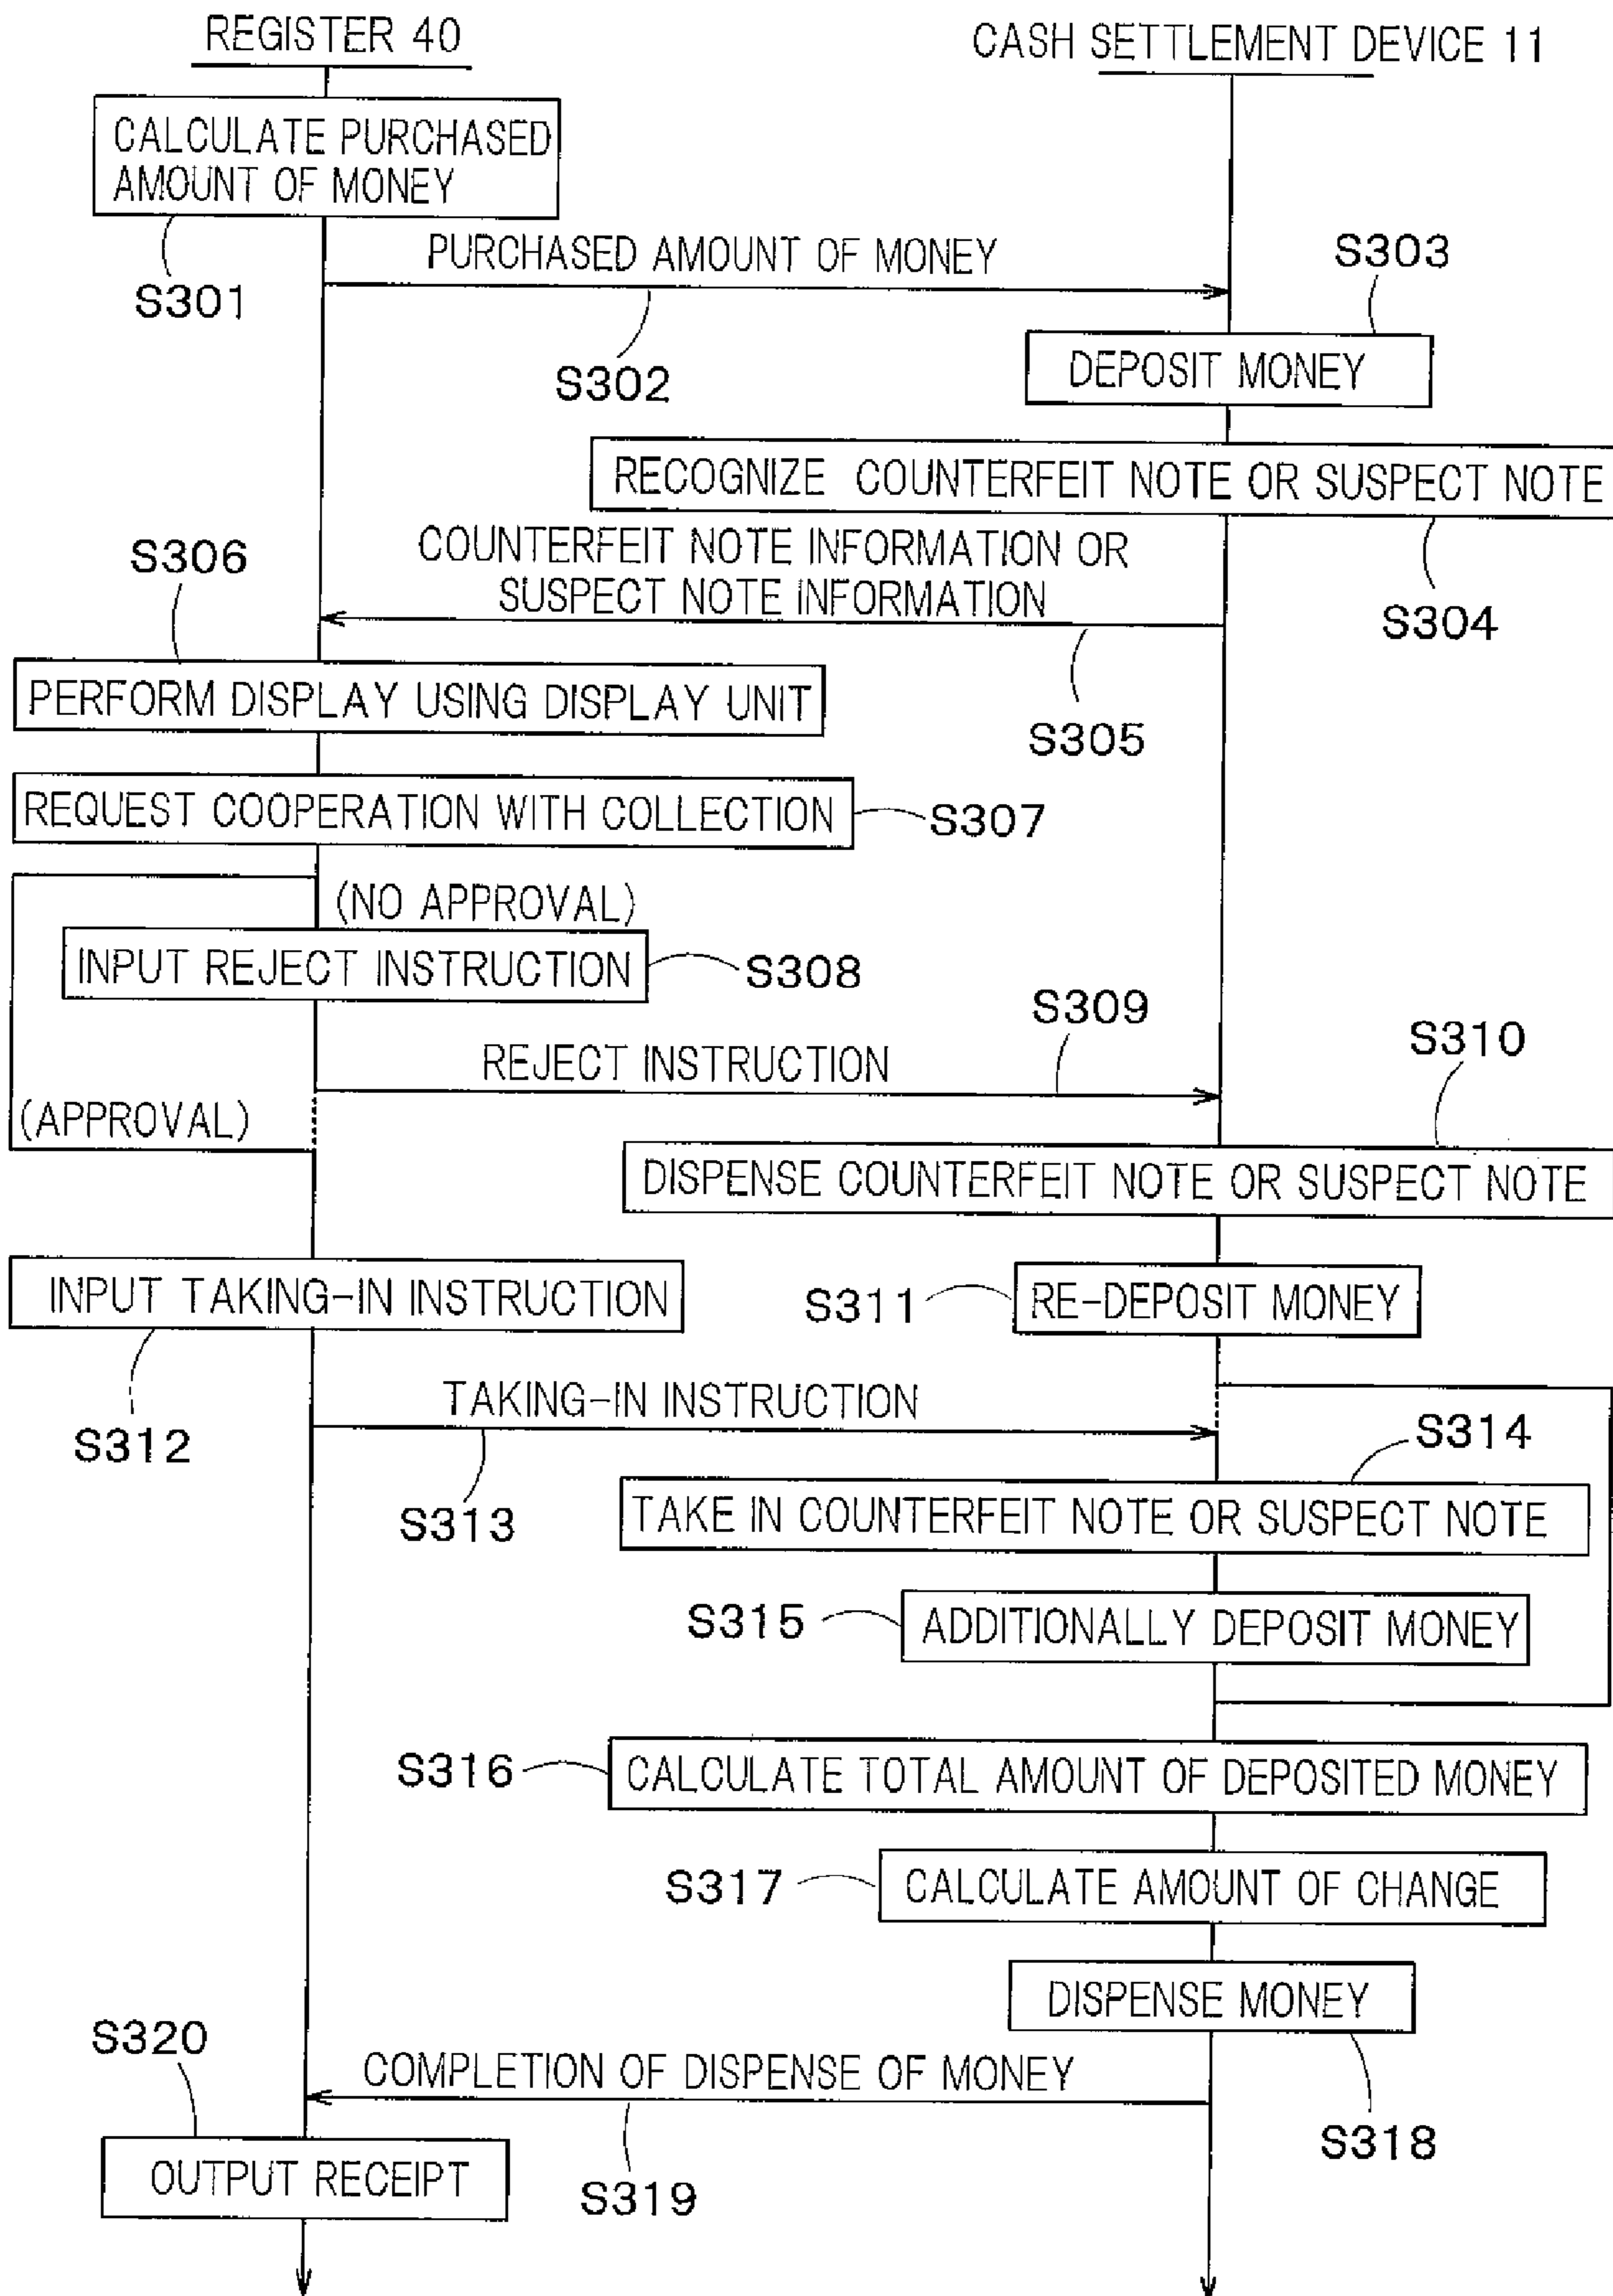 REGISTER 40
CASH SETTLEMENT DEVICE 11
CALCULATE PURCHASED
AMOUNT OF MONEY
S301
PURCHASED AMOUNT OF MONEY
S302
S303
DEPOSIT MONEY
RECOGNIZE COUNTERFEIT NOTE OR SUSPECT NOTE
S304
COUNTERFEIT NOTE INFORMATION OR
SUSPECT NOTE INFORMATION
S305
S306
PERFORM DISPLAY USING DISPLAY UNIT
REQUEST COOPERATION WITH COLLECTION
S307
(NO APPROVAL)
INPUT REJECT INSTRUCTION
S308
S309
REJECT INSTRUCTION
S310
(APPROVAL)
DISPENSE COUNTERFEIT NOTE OR SUSPECT NOTE
INPUT TAKING-IN INSTRUCTION
S311
RE-DEPOSIT MONEY
S312
TAKING-IN INSTRUCTION
S313
S314
TAKE IN COUNTERFEIT NOTE OR SUSPECT NOTE
S315
ADDITIONALLY DEPOSIT MONEY
S316
CALCULATE TOTAL AMOUNT OF DEPOSITED MONEY
S317
CALCULATE AMOUNT OF CHANGE
DISPENSE MONEY
S318
S320
COMPLETION OF DISPENSE OF MONEY
S319
OUTPUT RECEIPT